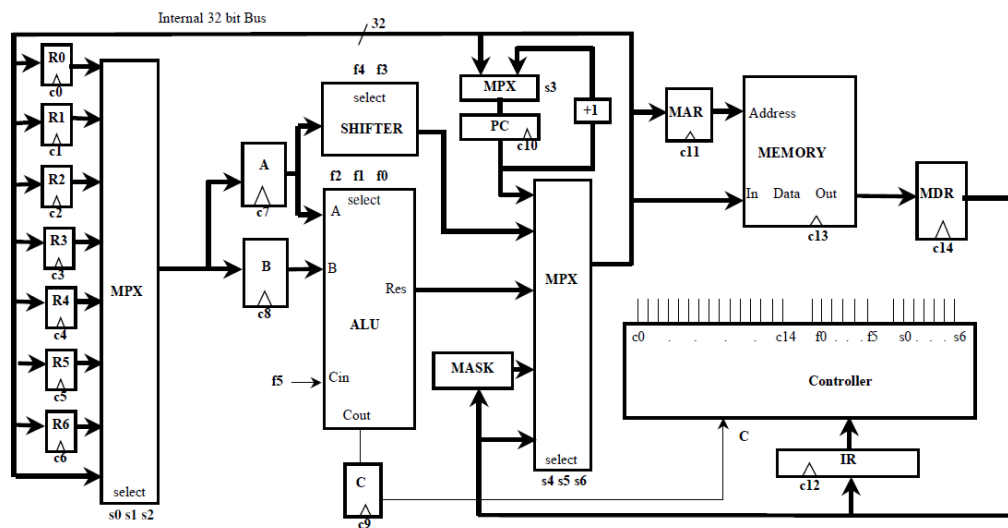 Internal 32 bit Bus
32
R0
c0
R1
c1
R2
c2
R3
c3
R4
c4
R5
c5
R6
c6
MPX
select
s0 s1 s2
A
c7
B
c8
f4 f3
select
SHIFTER
f2 f1 f0
select
A
B
Res
ALU
f5
Cin
Cout
C
c9
MPX
s3
PC
c10
+1
MPX
select
s4 s5 s6
MASK
MAR
c11
Address
MEMORY
In Data Out
c13
MDR
c14
c0 . . . . c14 f0 . . . f5 s0 . . . s6
Controller
C
IR
c12